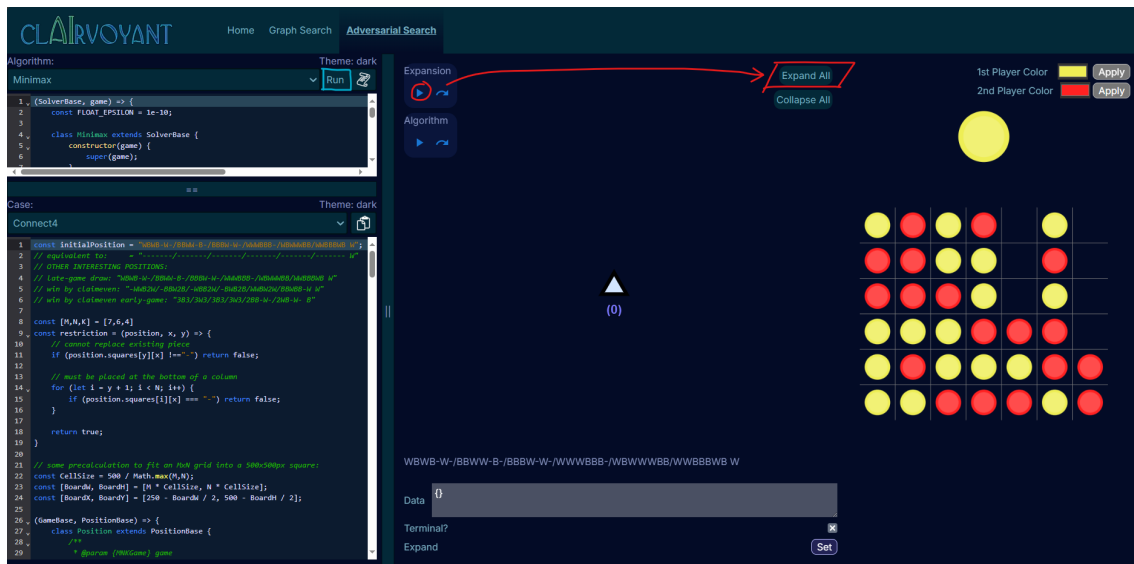 CLAIRVOYANT
Home Graph Search Adversarial Search
Algorithm: Theme: dark
Minimax Run
1 (SolverBase, game) => {
2 const FLOAT_EPSILON = 1e-10;
3
4 class Minimax extends SolverBase {
5 constructor(game) {
6 super(game);
==
Case: Theme: dark
Connect4
1 const initialPosition = "WBWB-W-/BBWW-B-/BBBW-W-/WWWBBB-/WBWWWBB/WWBBBWB W";
2 // equivalent to: = "-------/-------/-------/-------/-------/------- W"
3 // OTHER INTERESTING POSITIONS:
4 // late-game draw: "WBWB-W-/BBWW-B-/BBBW-W-/WWWBBB-/WBWWWBB/WWBBBWB W"
5 // win by claimeven: "-WWB2W/-BBW2B/-WBB2W/-BWB2B/WWBW2W/BBWBB-W W"
6 // win by claimeven early-game: "3B3/3W3/3B3/3W3/2BB-W-/2WB-W- B"
7
8 const [M,N,K] = [7,6,4]
9 const restriction = (position, x, y) => {
10 // cannot replace existing piece
11 if (position.squares[y][x] !=="-") return false;
12
13 // must be placed at the bottom of a column
14 for (let i = y + 1; i < N; i++) {
15 if (position.squares[i][x] === "-") return false;
16 }
17
18 return true;
19 }
20
21 // some precalculation to fit an MxN grid into a 500x500px square:
22 const CellSize = 500 / Math.max(M,N);
23 const [BoardW, BoardH] = [M * CellSize, N * CellSize];
24 const [BoardX, BoardY] = [250 - BoardW / 2, 500 - BoardH / 2];
25
26 (GameBase, PositionBase) => {
27 class Position extends PositionBase {
28 /**
29 * @param {MNKGame} game
Expansion
Algorithm
Expand All
Collapse All
1st Player Color Apply
2nd Player Color Apply
(0)
WBWB-W-/BBWW-B-/BBBW-W-/WWWBBB-/WBWWWBB/WWBBBWB W
Data {}
Terminal?
Expand Set